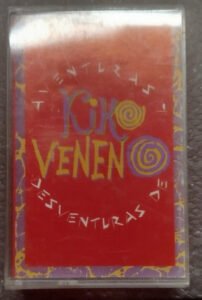 AVENTURAS Y
KIKO
VENENO
DESVENTURAS DE